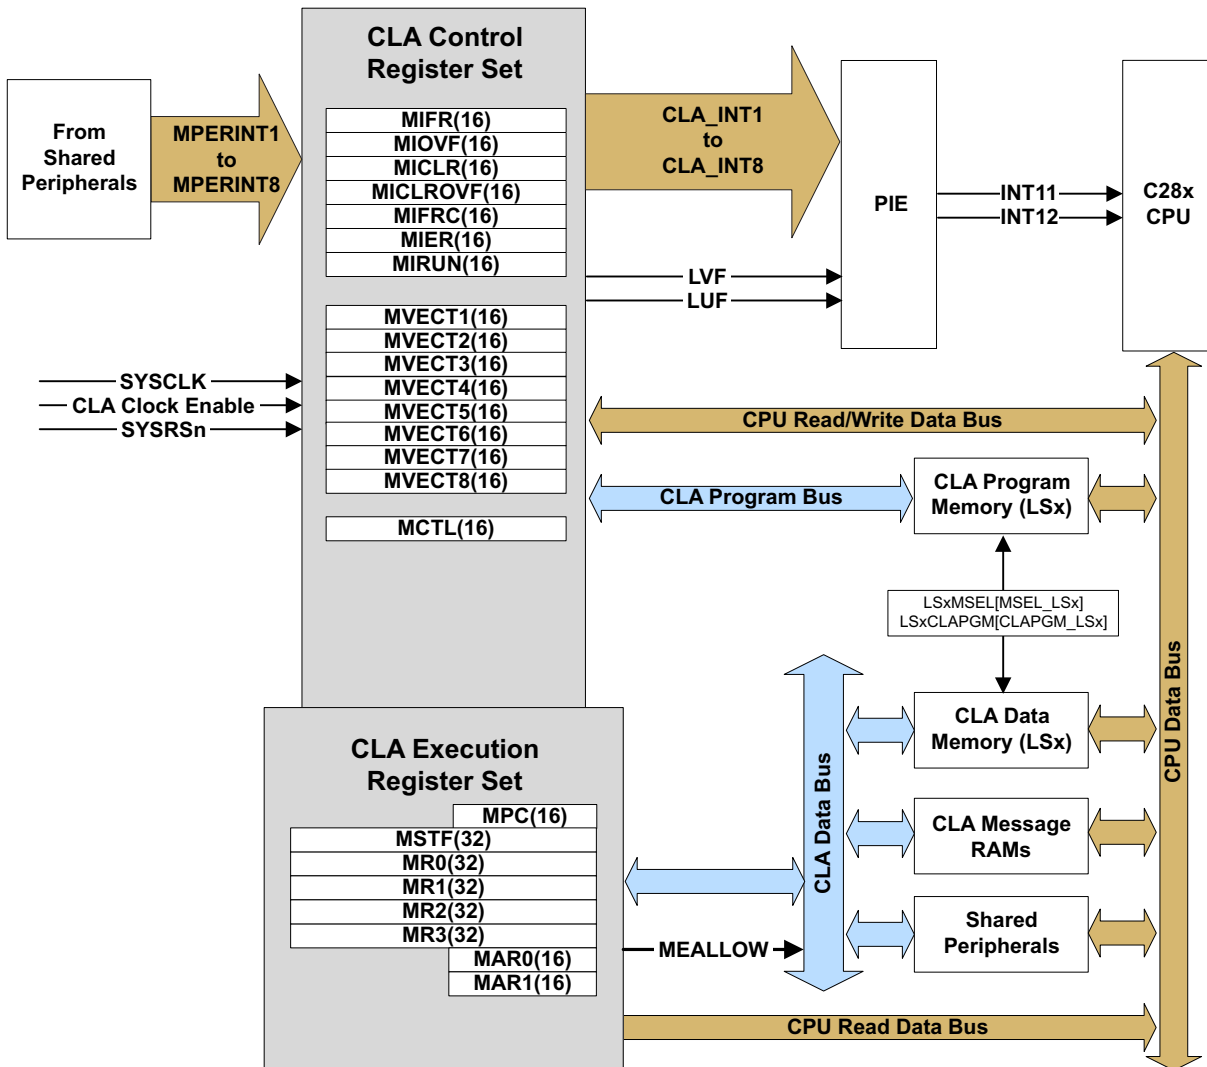 CLA Control
Register Set
From
Shared
Peripherals
MPERINT1
to
MPERINT8
MIFR(16)
MIOVF(16)
MICLR(16)
MICLROVF(16)
MIFRC(16)
MIER(16)
MIRUN(16)
CLA_INT1
to
CLA_INT8
LVF
LUF
PIE
INT11
INT12
C28x
CPU
MVECT1(16)
MVECT2(16)
MVECT3(16)
MVECT4(16)
MVECT5(16)
MVECT6(16)
MVECT7(16)
MVECT8(16)
SYSCLK
CLA Clock Enable
SYSRSn
CPU Read/Write Data Bus
CLA Program Bus
CLA Program
Memory (LSx)
MCTL(16)
LSxMSEL[MSEL_LSx]
LSxCLAPGM[CLAPGM_LSx]
CPU Data Bus
CLA Data Bus
CLA Data
Memory (LSx)
CLA Message
RAMs
Shared
Peripherals
CLA Execution
Register Set
MPC(16)
MSTF(32)
MR0(32)
MR1(32)
MR2(32)
MR3(32)
MAR0(16)
MAR1(16)
MEALLOW
CPU Read Data Bus